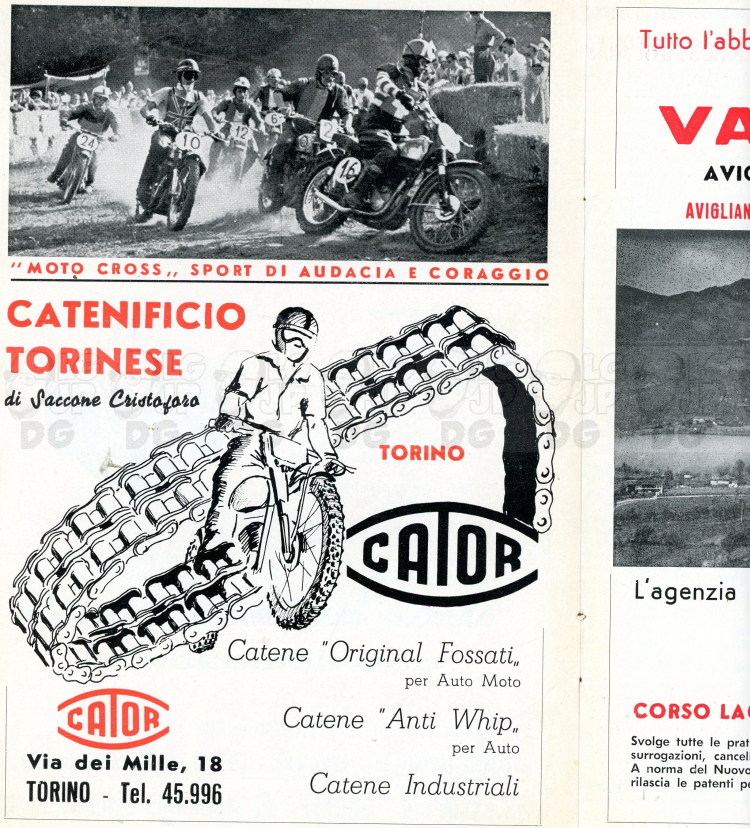 24
10
12
6
2
16
"MOTO CROSS„ SPORT DI AUDACIA E CORAGGIO
CATENIFICIO
TORINESE
di Saccone Cristoforo
TORINO
CATOR
Catene "Original Fossati„
per Auto Moto
Catene "Anti Whip„
per Auto
Catene Industriali
CATOR
Via dei Mille, 18
TORINO - Tel. 45.996
Tutto l'abb
VA
AVIG
AVIGLIAN
L'agenzia
CORSO LA
Svolge tutte le prat
surrogazioni, cancell
A norma del Nuovo
rilascia le patenti pe